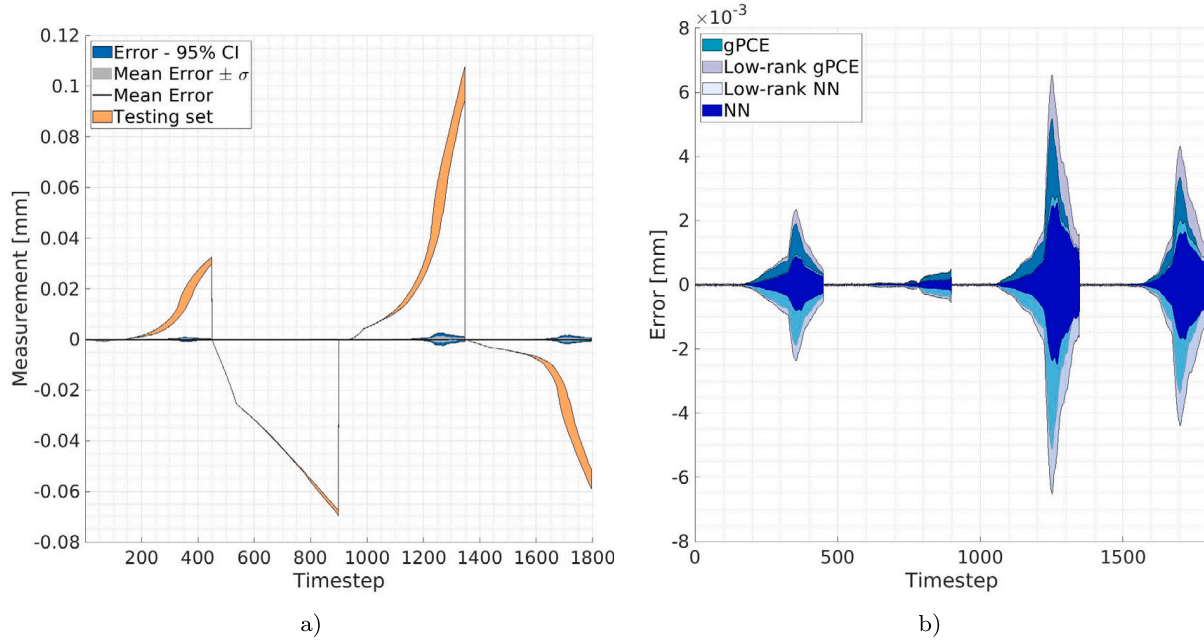 0.12
0.1
0.08
0.06
0.04
0.02
0
-0.02
-0.04
-0.06
-0.08
Measurement [mm]
Error - 95% CI
Mean Error ± σ
Mean Error
Testing set
200 400 600 800 1000 1200 1400 1600 1800
Timestep
a)
×10⁻³
8
6
4
2
0
-2
-4
-6
-8
Error [mm]
gPCE
Low-rank gPCE
Low-rank NN
NN
0 500 1000 1500
Timestep
b)